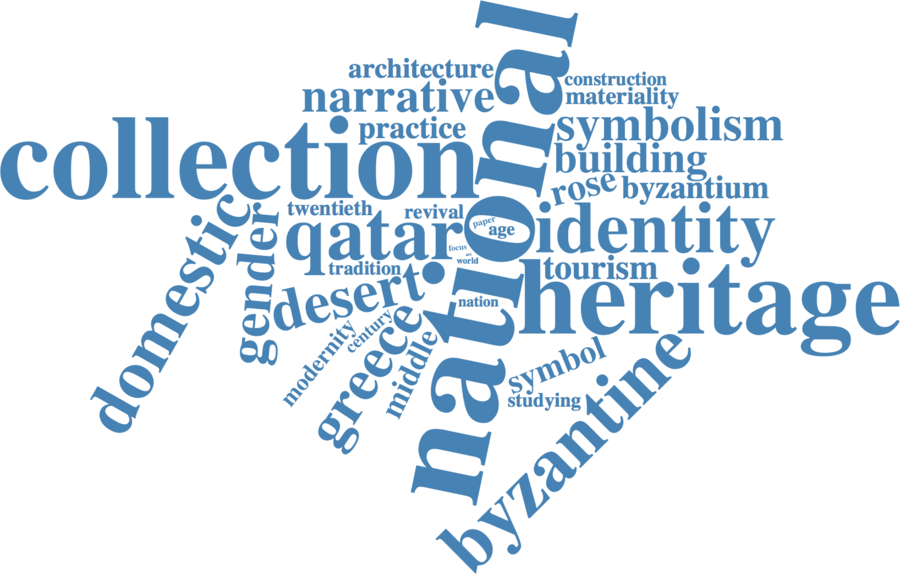 national
architecture
construction
narrative
materiality
practice
symbolism
collection
building
rose
byzantium
twentieth
revival
paper
age
identity
domestic
gender
qatar
focus
art
world
tradition
tourism
desert
nation
heritage
modernity
century
greece
middle
symbol
studying
byzantine